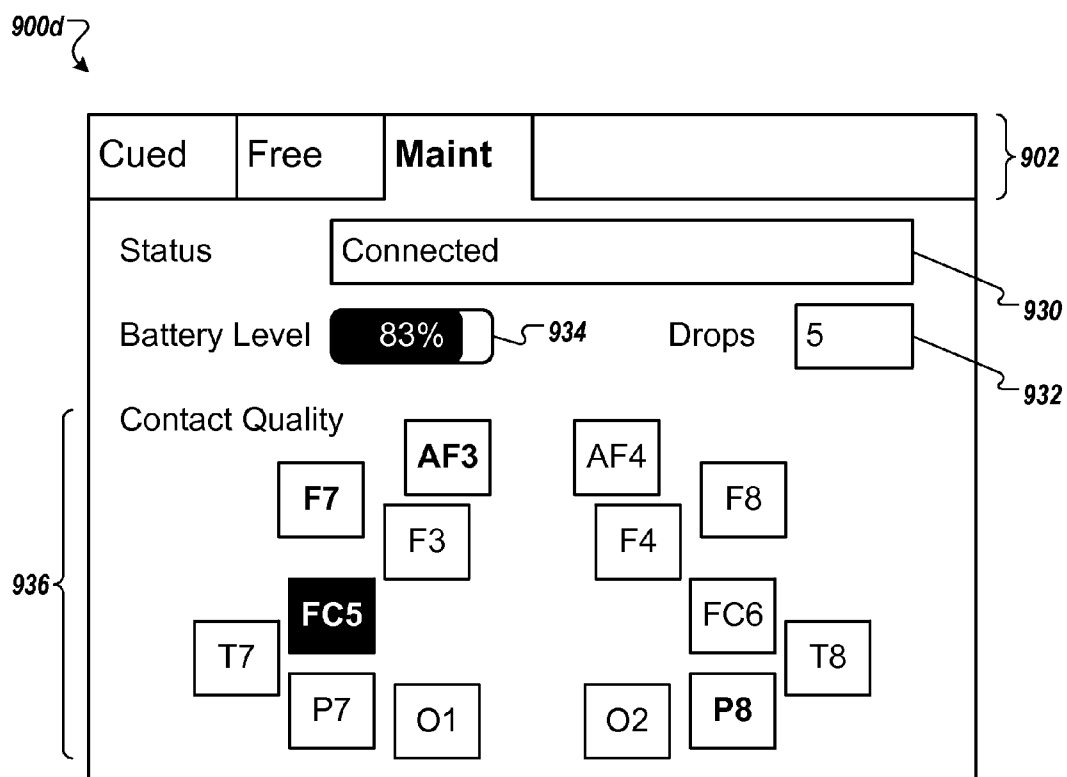 900d
Cued Free Maint
902
Status Connected
930
Battery Level 83% 934 Drops 5
932
Contact Quality
AF3 AF4
F7 F8
F3 F4
936
FC5 FC6
T7 T8
P7 P8
O1 O2